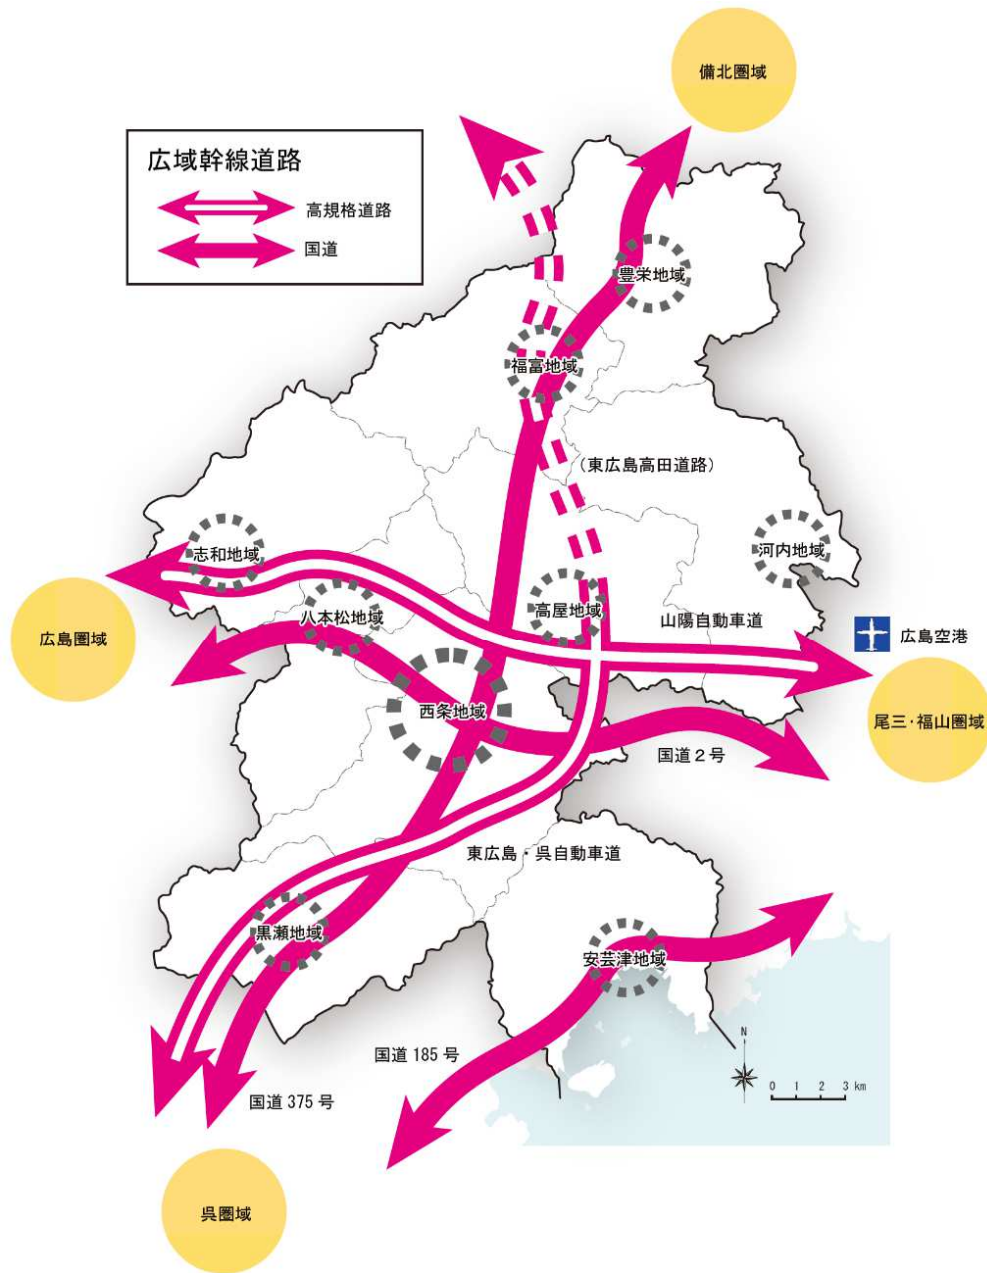 備北圏域
広域幹線道路
高規格道路
国道
豊栄地域
福富地域
（東広島高田道路）
志和地域
河内地域
八本松地域
高屋地域
山陽自動車道
広島空港
広島圏域
西条地域
尾三・福山圏域
国道２号
東広島・呉自動車道
黒瀬地域
安芸津地域
国道 185 号
N
0 1 2 3 km
国道 375 号
呉圏域